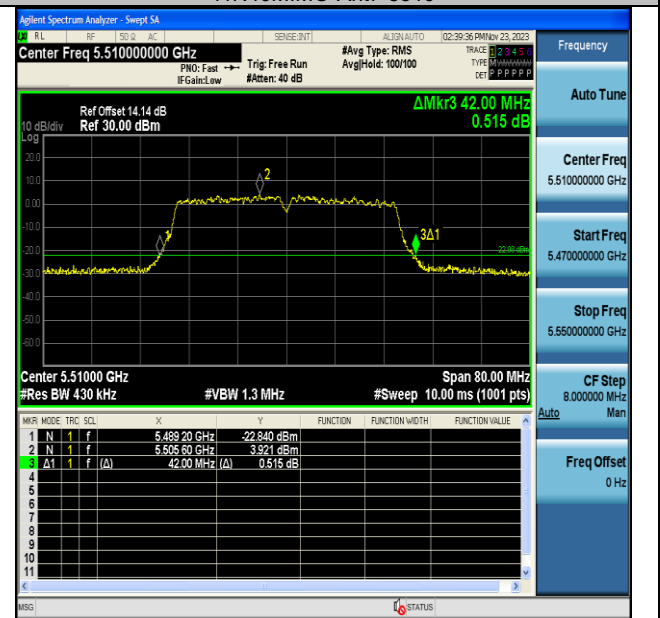 Agilent Spectrum Analyzer - Swept SA
RL RF 50 Ω AC SENSE:INT ALIGN AUTO 02:39:36 PM Nov 23, 2023
Center Freq 5.510000000 GHz #Avg Type: RMS TRACE 1 2 3 4 5 6 Frequency
PNO: Fast Trig: Free Run Avg|Hold: 100/100 TYPE M
IFGain:Low #Atten: 40 dB DET P P P P P P
Auto Tune
ΔMkr3 42.00 MHz
Ref Offset 14.14 dB
10 dB/div Ref 30.00 dBm 0.515 dB
Log
20.0
10.0
0.00
-10.0
-20.0
-30.0
-40.0
-50.0
-60.0
1
2
3Δ1
-22.08 dBm
Center Freq
5.510000000 GHz
Start Freq
5.470000000 GHz
Stop Freq
5.550000000 GHz
Center 5.51000 GHz Span 80.00 MHz
#Res BW 430 kHz #VBW 1.3 MHz #Sweep 10.00 ms (1001 pts)
CF Step
8.000000 MHz
Auto Man
MKR MODE TRC SCL X Y FUNCTION FUNCTION WIDTH FUNCTION VALUE
1 N 1 f 5.489 20 GHz -22.840 dBm
2 N 1 f 5.505 60 GHz 3.921 dBm
3 Δ1 1 f (Δ) 42.00 MHz (Δ) 0.515 dB
4
5
6
7
8
9
10
11
Freq Offset
0 Hz
MSG STATUS